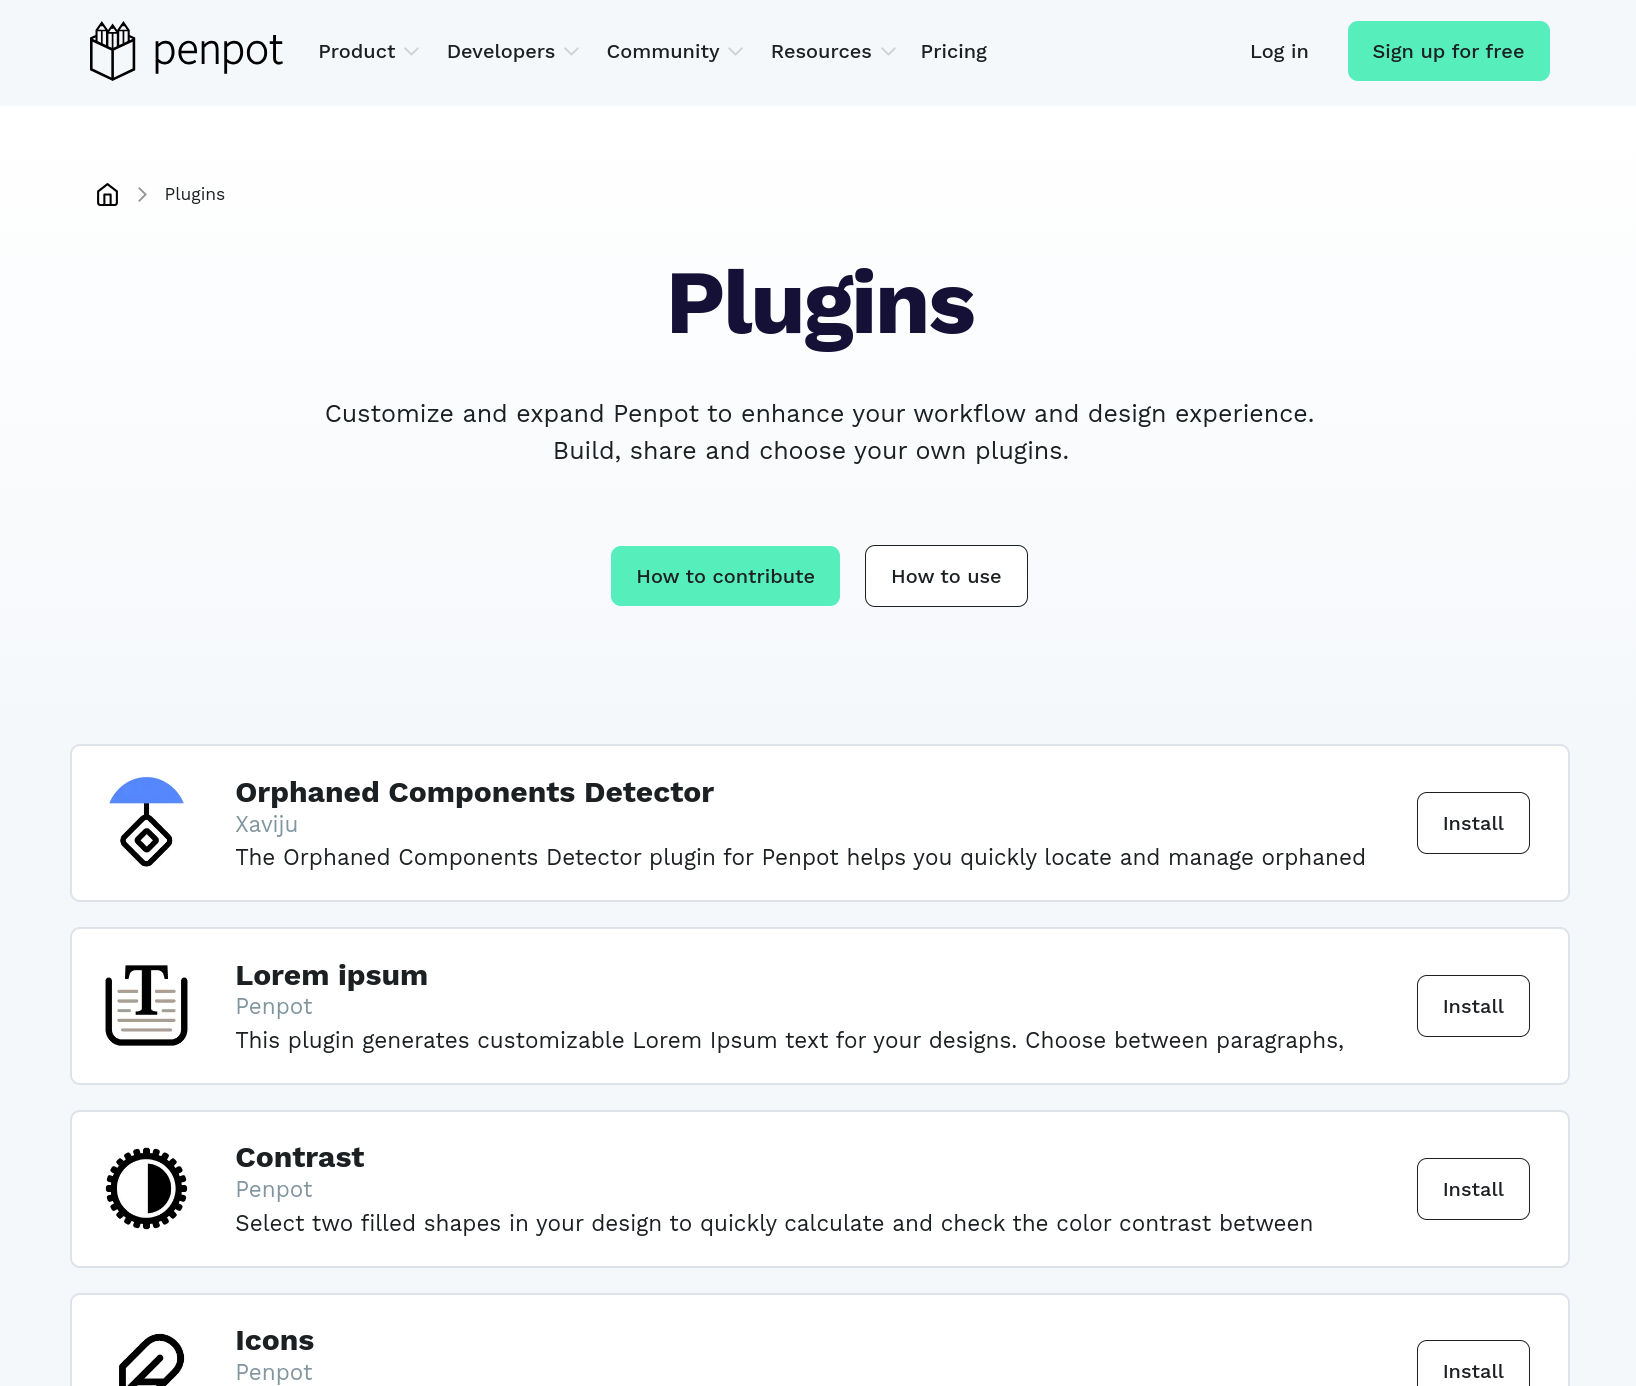 penpot
Product
Developers
Community
Resources
Pricing
Log in
Sign up for free
Plugins
Plugins
Customize and expand Penpot to enhance your workflow and design experience.
Build, share and choose your own plugins.
How to contribute
How to use
Orphaned Components Detector
Xaviju
The Orphaned Components Detector plugin for Penpot helps you quickly locate and manage orphaned
Install
T
Lorem ipsum
Penpot
This plugin generates customizable Lorem Ipsum text for your designs. Choose between paragraphs,
Install
Contrast
Penpot
Select two filled shapes in your design to quickly calculate and check the color contrast between
Install
Icons
Penpot
Install